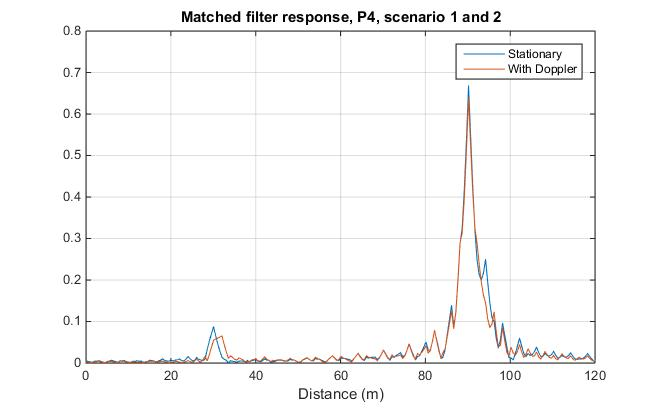 Matched filter response, P4, scenario 1 and 2
0.8
0.7
0.6
0.5
0.4
0.3
0.2
0.1
0
Stationary
With Doppler
0 20 40 60 80 100 120
Distance (m)